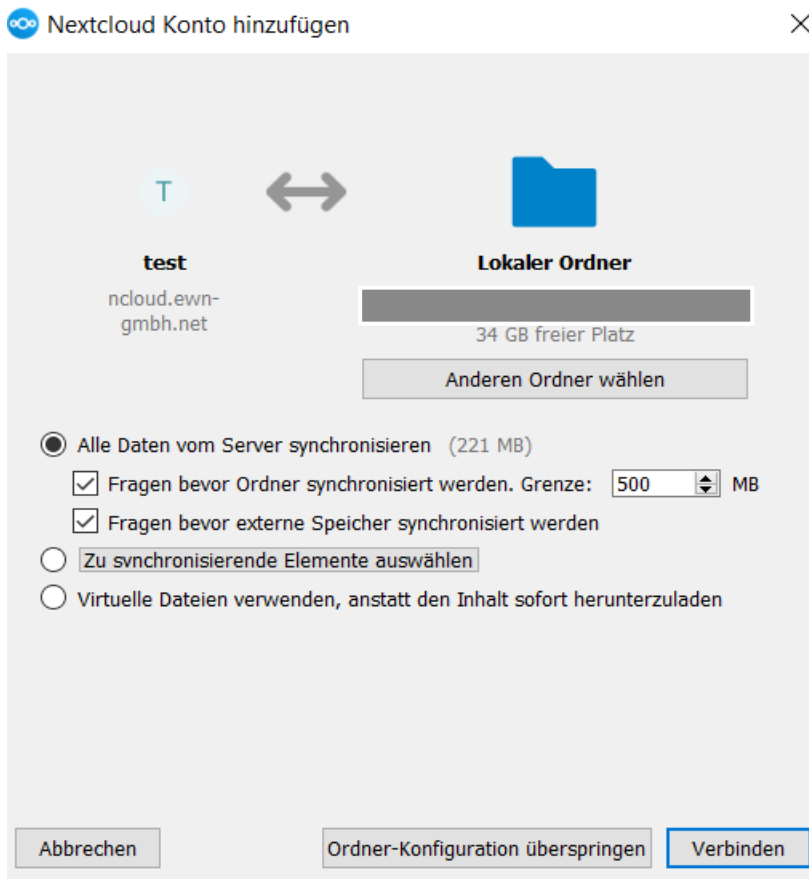 Nextcloud Konto hinzufügen
T
test
ncloud.ewn-
gmbh.net
Lokaler Ordner
34 GB freier Platz
Anderen Ordner wählen
Alle Daten vom Server synchronisieren (221 MB)
Fragen bevor Ordner synchronisiert werden. Grenze: 500 MB
Fragen bevor externe Speicher synchronisiert werden
Zu synchronisierende Elemente auswählen
Virtuelle Dateien verwenden, anstatt den Inhalt sofort herunterzuladen
Abbrechen
Ordner-Konfiguration überspringen
Verbinden